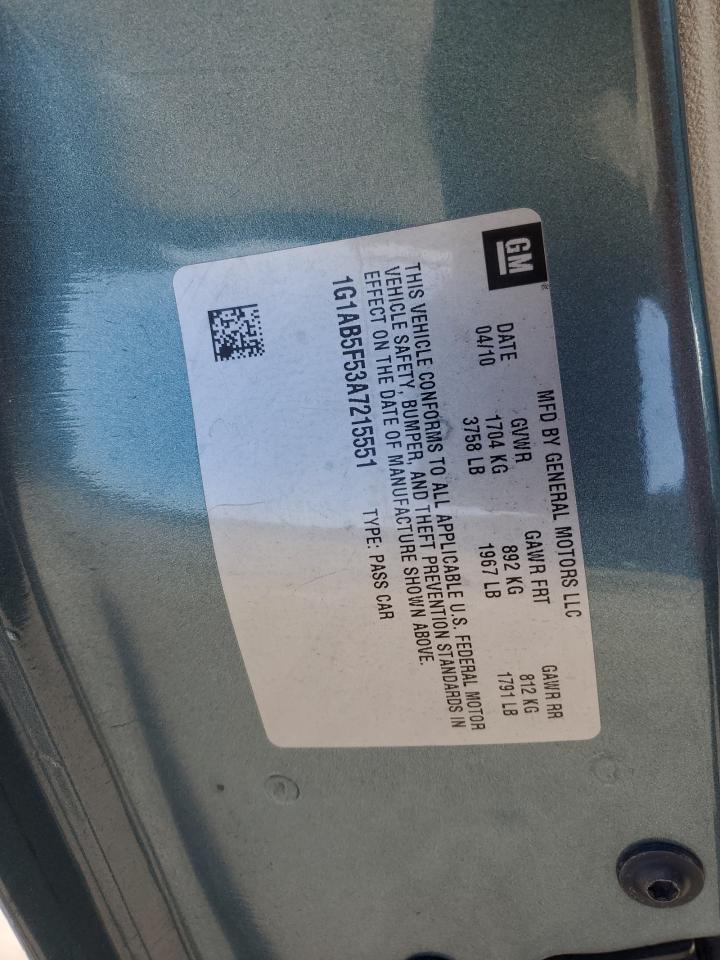 GM
MFD BY GENERAL MOTORS LLC
DATE GVWR GAWR FRT GAWR RR
04/10 1704 KG 892 KG 812 KG
3758 LB 1967 LB 1791 LB
THIS VEHICLE CONFORMS TO ALL APPLICABLE U.S. FEDERAL MOTOR
VEHICLE SAFETY, BUMPER, AND THEFT PREVENTION STANDARDS IN
EFFECT ON THE DATE OF MANUFACTURE SHOWN ABOVE.
1G1AB5F53A7215551 TYPE: PASS CAR